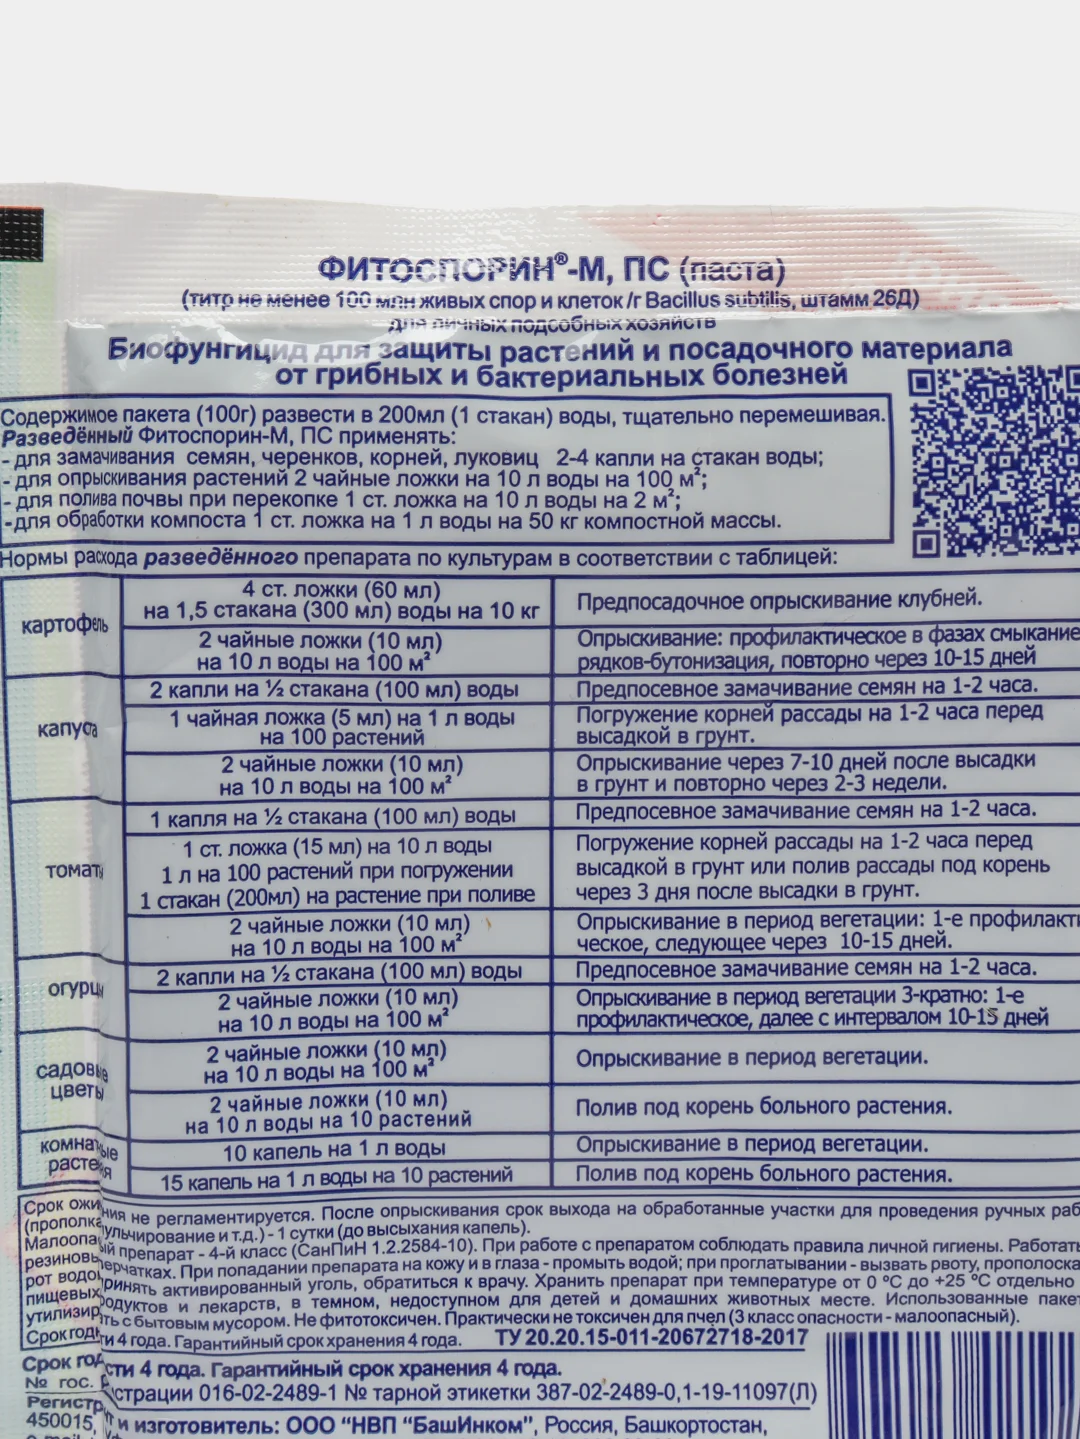 ФИТОСПОРИН®-М, ПС (паста)
(титр не менее 100 млн живых спор и клеток /г Bacillus subtilis, штамм 26Д)
для личных подсобных хозяйств
Биофунгицид для защиты растений и посадочного материала
от грибных и бактериальных болезней
Содержимое пакета (100г) развести в 200мл (1 стакан) воды, тщательно перемешивая.
Разведённый Фитоспорин-М, ПС применять:
- для замачивания семян, черенков, корней, луковиц 2-4 капли на стакан воды;
- для опрыскивания растений 2 чайные ложки на 10 л воды на 100 м²;
- для полива почвы при перекопке 1 ст. ложка на 10 л воды на 2 м²;
-для обработки компоста 1 ст. ложка на 1 л воды на 50 кг компостной массы.
Нормы расхода разведённого препарата по культурам в соответствии с таблицей:
картофель
4 ст. ложки (60 мл)
на 1,5 стакана (300 мл) воды на 10 кг
Предпосадочное опрыскивание клубней.
2 чайные ложки (10 мл)
на 10 л воды на 100 м²
Опрыскивание: профилактическое в фазах смыкание
рядков-бутонизация, повторно через 10-15 дней
капуста
2 капли на ½ стакана (100 мл) воды
Предпосевное замачивание семян на 1-2 часа.
1 чайная ложка (5 мл) на 1 л воды
на 100 растений
Погружение корней рассады на 1-2 часа перед
высадкой в грунт.
2 чайные ложки (10 мл)
на 10 л воды на 100 м²
Опрыскивание через 7-10 дней после высадки
в грунт и повторно через 2-3 недели.
томаты
1 капля на ½ стакана (100 мл) воды
Предпосевное замачивание семян на 1-2 часа.
1 ст. ложка (15 мл) на 10 л воды
1 л на 100 растений при погружении
1 стакан (200мл) на растение при поливе
Погружение корней рассады на 1-2 часа перед
высадкой в грунт или полив рассады под корень
через 3 дня после высадки в грунт.
2 чайные ложки (10 мл)
на 10 л воды на 100 м²
Опрыскивание в период вегетации: 1-е профилакти
ческое, следующее через 10-15 дней.
огурцы
2 капли на ½ стакана (100 мл) воды
Предпосевное замачивание семян на 1-2 часа.
2 чайные ложки (10 мл)
на 10 л воды на 100 м²
Опрыскивание в период вегетации 3-кратно: 1-е
профилактическое, далее с интервалом 10-15 дней
садовые
цветы
2 чайные ложки (10 мл)
на 10 л воды на 100 м²
Опрыскивание в период вегетации.
2 чайные ложки (10 мл)
на 10 л воды на 10 растений
Полив под корень больного растения.
комнатные
растения
10 капель на 1 л воды
Опрыскивание в период вегетации.
15 капель на 1 л воды на 10 растений
Полив под корень больного растения.
Срок ожи ния не регламентируется. После опрыскивания срок выхода на обработанные участки для проведения ручных раб
(прополка ульчирование и т.д.) - 1 сутки (до высыхания капель).
Малоопа ый препарат - 4-й класс (СанПиН 1.2.2584-10). При работе с препаратом соблюдать правила личной гигиены. Работать
резиновь ерчатках. При попадании препарата на кожу и в глаза - промыть водой; при проглатывании - вызвать рвоту, прополоска
рот водо принять активированный уголь, обратиться к врачу. Хранить препарат при температуре от 0 °С до +25 °С отдельно
пищевых родуктов и лекарств, в темном, недоступном для детей и домашних животных месте. Использованные паке
утилизир ть с бытовым мусором. Не фитотоксичен. Практически не токсичен для пчел (3 класс опасности - малоопасный).
Срок год ти 4 года. Гарантийный срок хранения 4 года. ТУ 20.20.15-011-20672718-2017
Срок год сти 4 года. Гарантийный срок хранения 4 года.
№ гос. р истрации 016-02-2489-1 № тарной этикетки 387-02-2489-0,1-19-11097(Л)
Регистр т и изготовитель: ООО "НВП "БашИнком", Россия, Башкортостан,
450015,